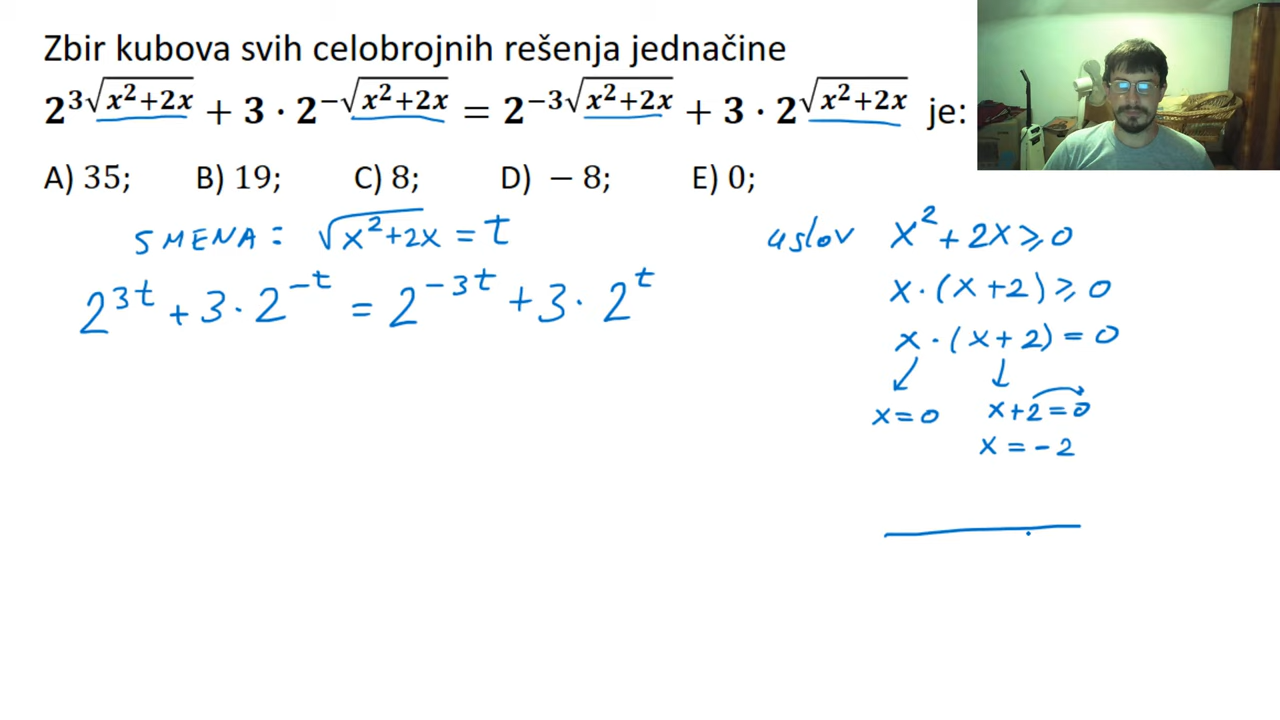 Zbir kubova svih celobrojnih rešenja jednačine
2^{3√(x²+2x)} + 3 · 2^{−√(x²+2x)} = 2^{−3√(x²+2x)} + 3 · 2^{√(x²+2x)} je:
A) 35; B) 19; C) 8; D) − 8; E) 0;
SMENA: √(x²+2x) = t
2^{3t} + 3 · 2^{−t} = 2^{−3t} + 3 · 2^{t}
uslov x² + 2x ≥ 0
x · (x + 2) ≥ 0
x · (x + 2) = 0
x = 0 x + 2 = 0
x = −2